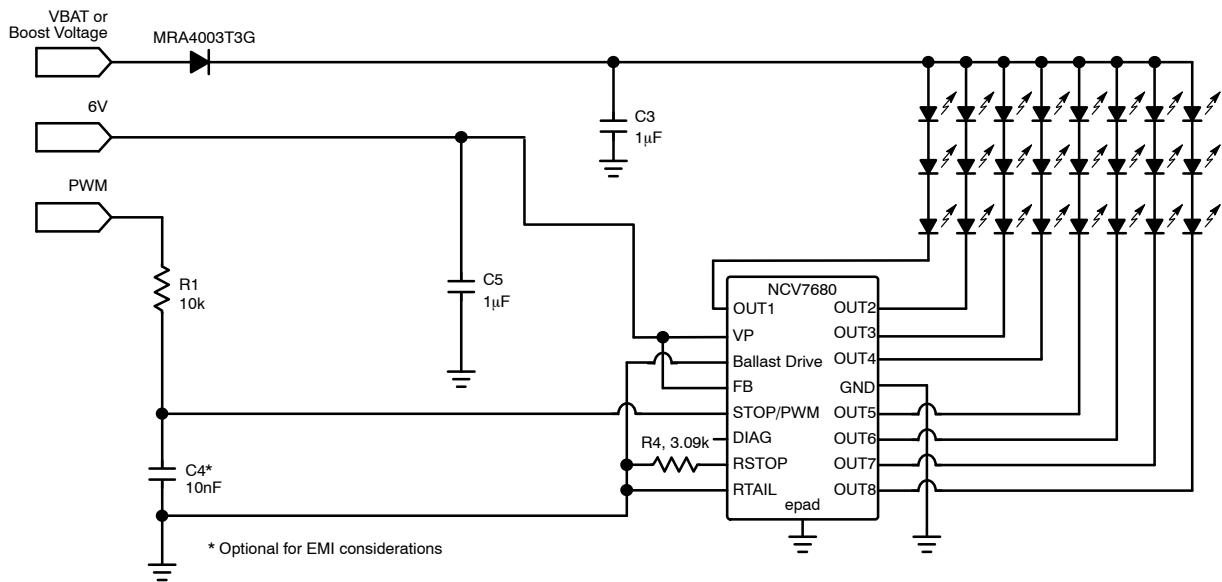 VBAT or
Boost Voltage
MRA4003T3G
6V
PWM
R1
10k
C3
1μF
C5
1μF
C4*
10nF
* Optional for EMI considerations
R4, 3.09k
NCV7680
OUT1
VP
Ballast Drive
FB
STOP/PWM
DIAG
RSTOP
RTAIL
OUT2
OUT3
OUT4
GND
OUT5
OUT6
OUT7
OUT8
epad